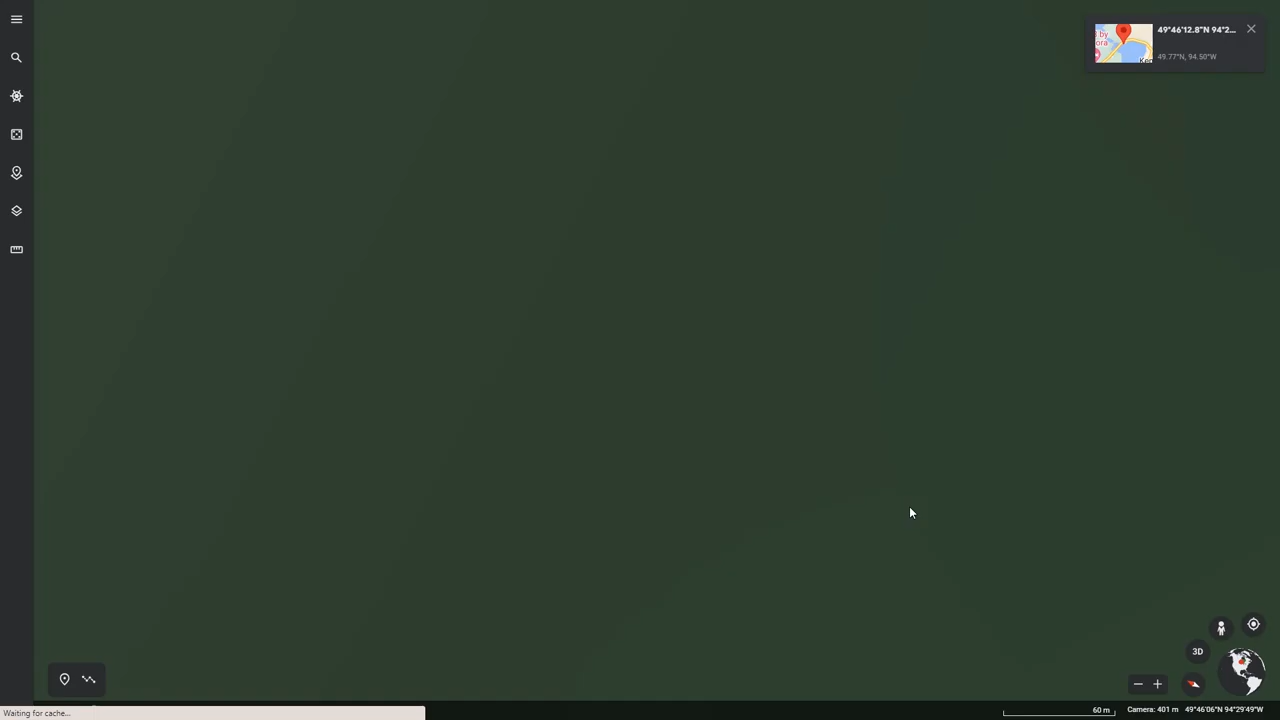 49°46'12.8"N 94°2...
49.77°N, 94.50°W
3D
60 m
Camera: 401 m 49°46'06"N 94°29'49"W
Waiting for cache...